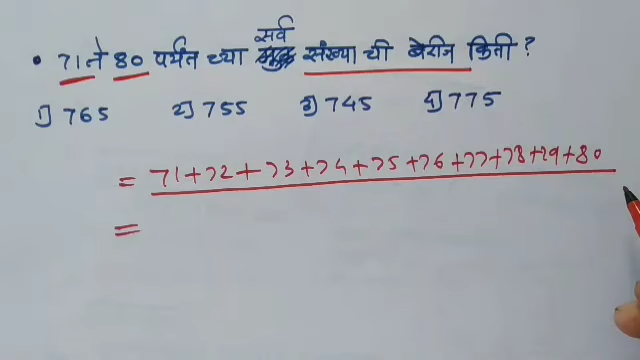 सर्व
• 71 ते 80 पर्यंत च्या संख्या ची बेरीज किती ?
1] 765 2] 755 3] 745 4] 775
= 71+72+73+74+75+76+77+78+79+80
=